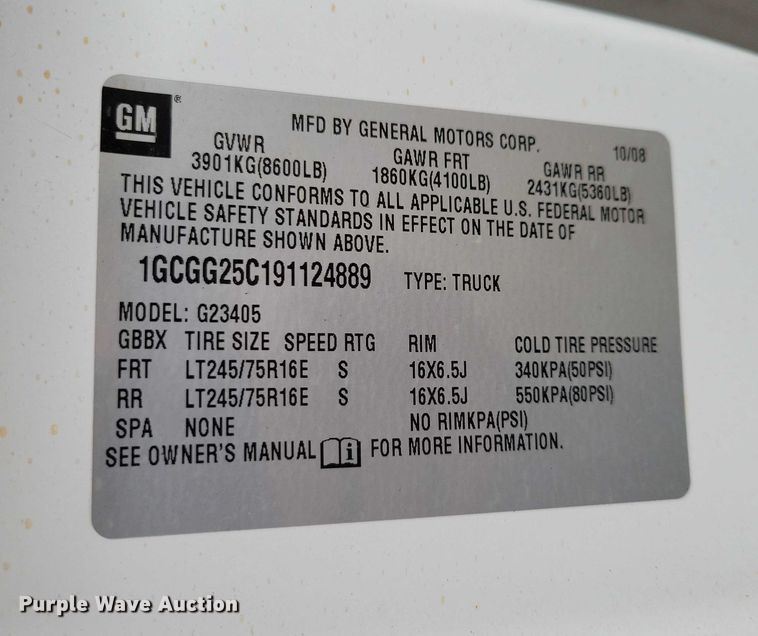 GM®
MFD BY GENERAL MOTORS CORP. 10/08
GVWR GAWR FRT GAWR RR
3901KG(8600LB) 1860KG(4100LB) 2431KG(5360LB)
THIS VEHICLE CONFORMS TO ALL APPLICABLE U.S. FEDERAL MOTOR
VEHICLE SAFETY STANDARDS IN EFFECT ON THE DATE OF
MANUFACTURE SHOWN ABOVE.
1GCGG25C191124889 TYPE: TRUCK
MODEL: G23405
GBBX TIRE SIZE SPEED RTG RIM COLD TIRE PRESSURE
FRT LT245/75R16E S 16X6.5J 340KPA(50PSI)
RR LT245/75R16E S 16X6.5J 550KPA(80PSI)
SPA NONE NO RIMKPA(PSI)
SEE OWNER'S MANUAL i FOR MORE INFORMATION.
Purple Wave Auction